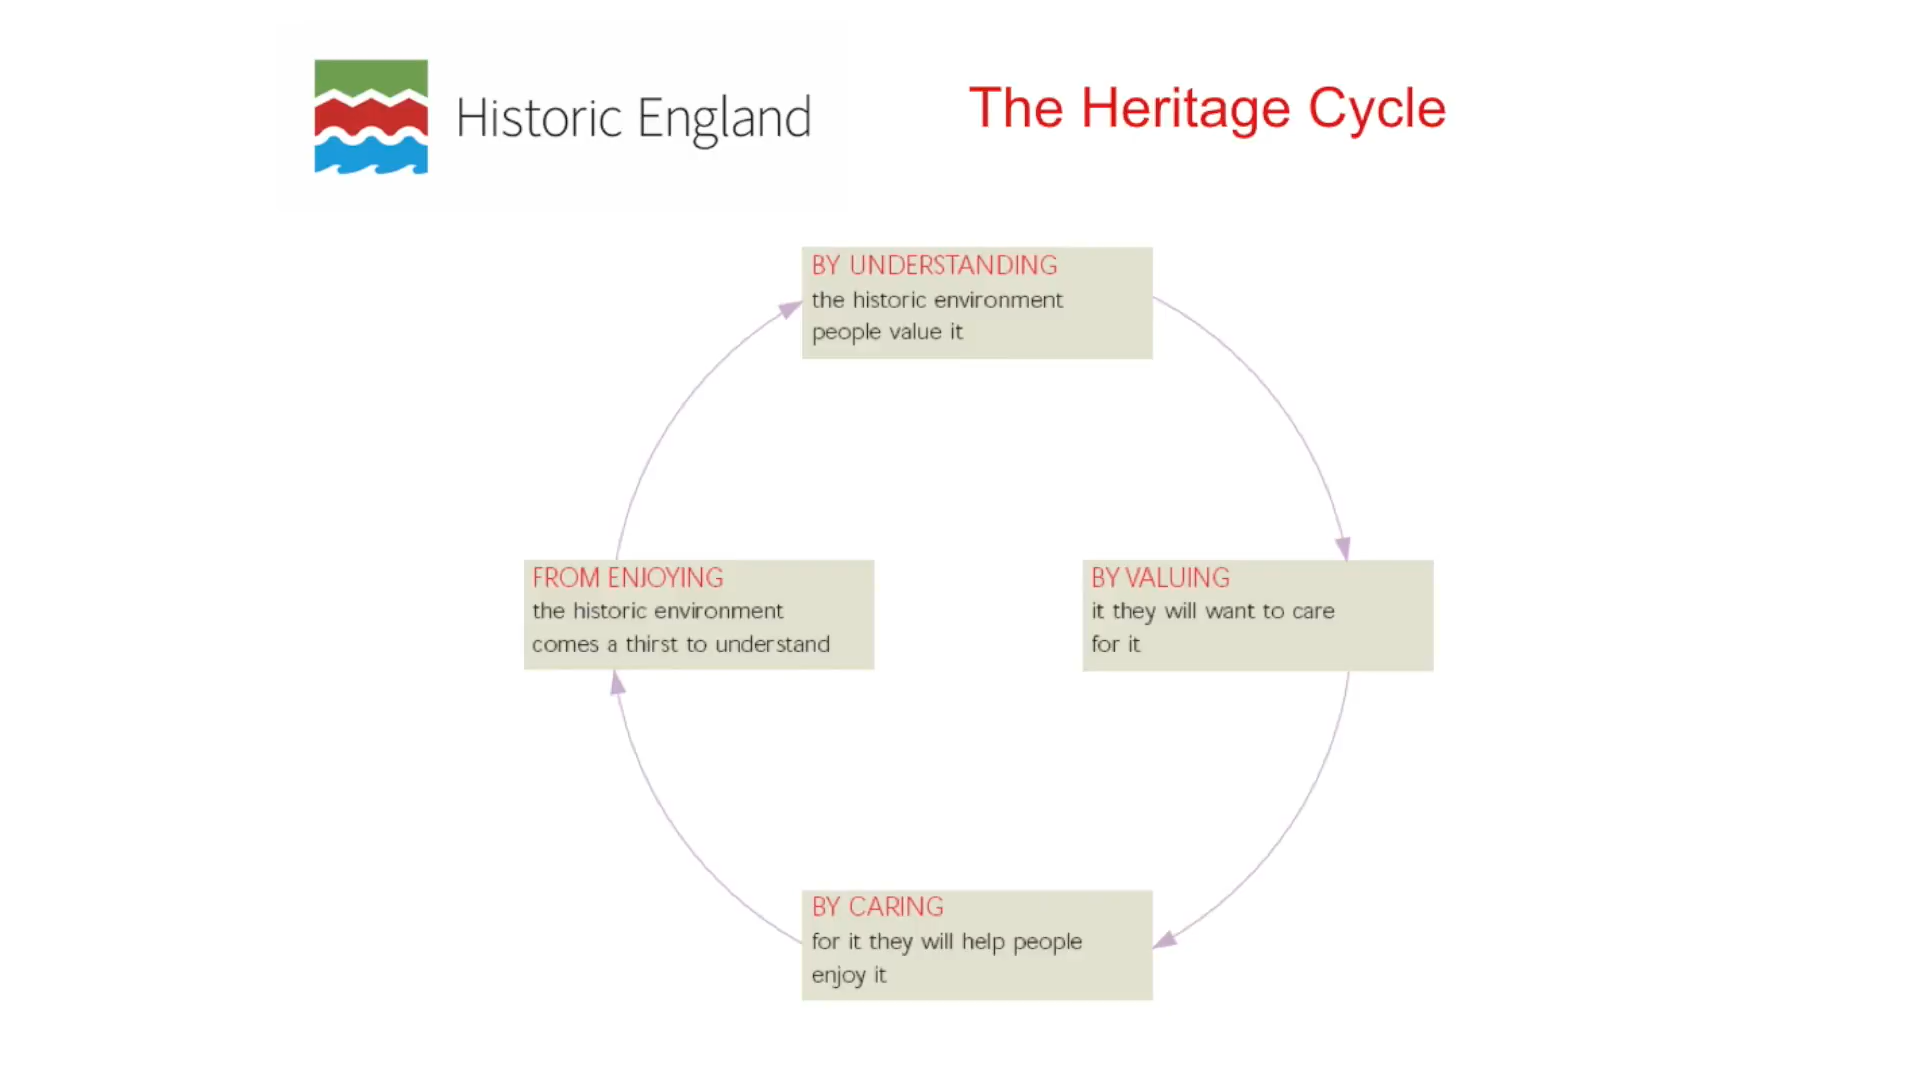 Historic England
The Heritage Cycle
BY UNDERSTANDING
the historic environment
people value it
FROM ENJOYING
the historic environment
comes a thirst to understand
BY VALUING
it they will want to care
for it
BY CARING
for it they will help people
enjoy it